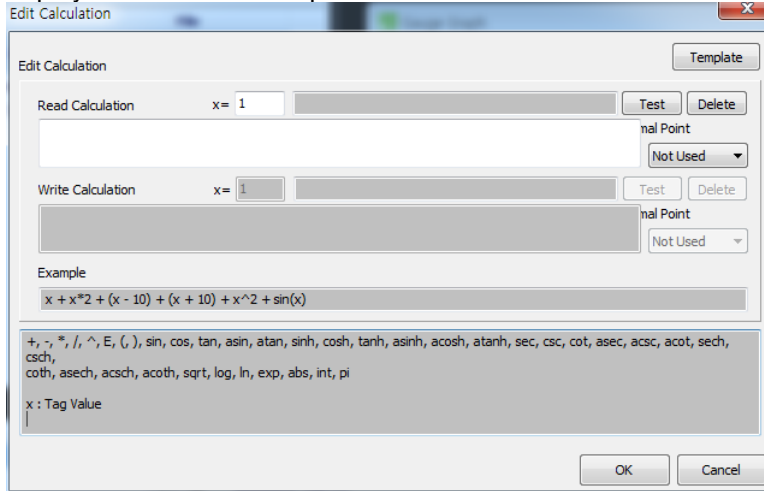 Edit Calculation
X
Template
Edit Calculation
Read Calculation x= 1 Test Delete
mal Point
Not Used
Write Calculation x= 1 Test Delete
mal Point
Not Used
Example
x + x*2 + (x - 10) + (x + 10) + x^2 + sin(x)
+, -, *, /, ^, E, (, ), sin, cos, tan, asin, atan, sinh, cosh, tanh, asinh, acosh, atanh, sec, csc, cot, asec, acsc, acot, sech,
csch,
coth, asech, acsch, acoth, sqrt, log, ln, exp, abs, int, pi
x : Tag Value
OK Cancel